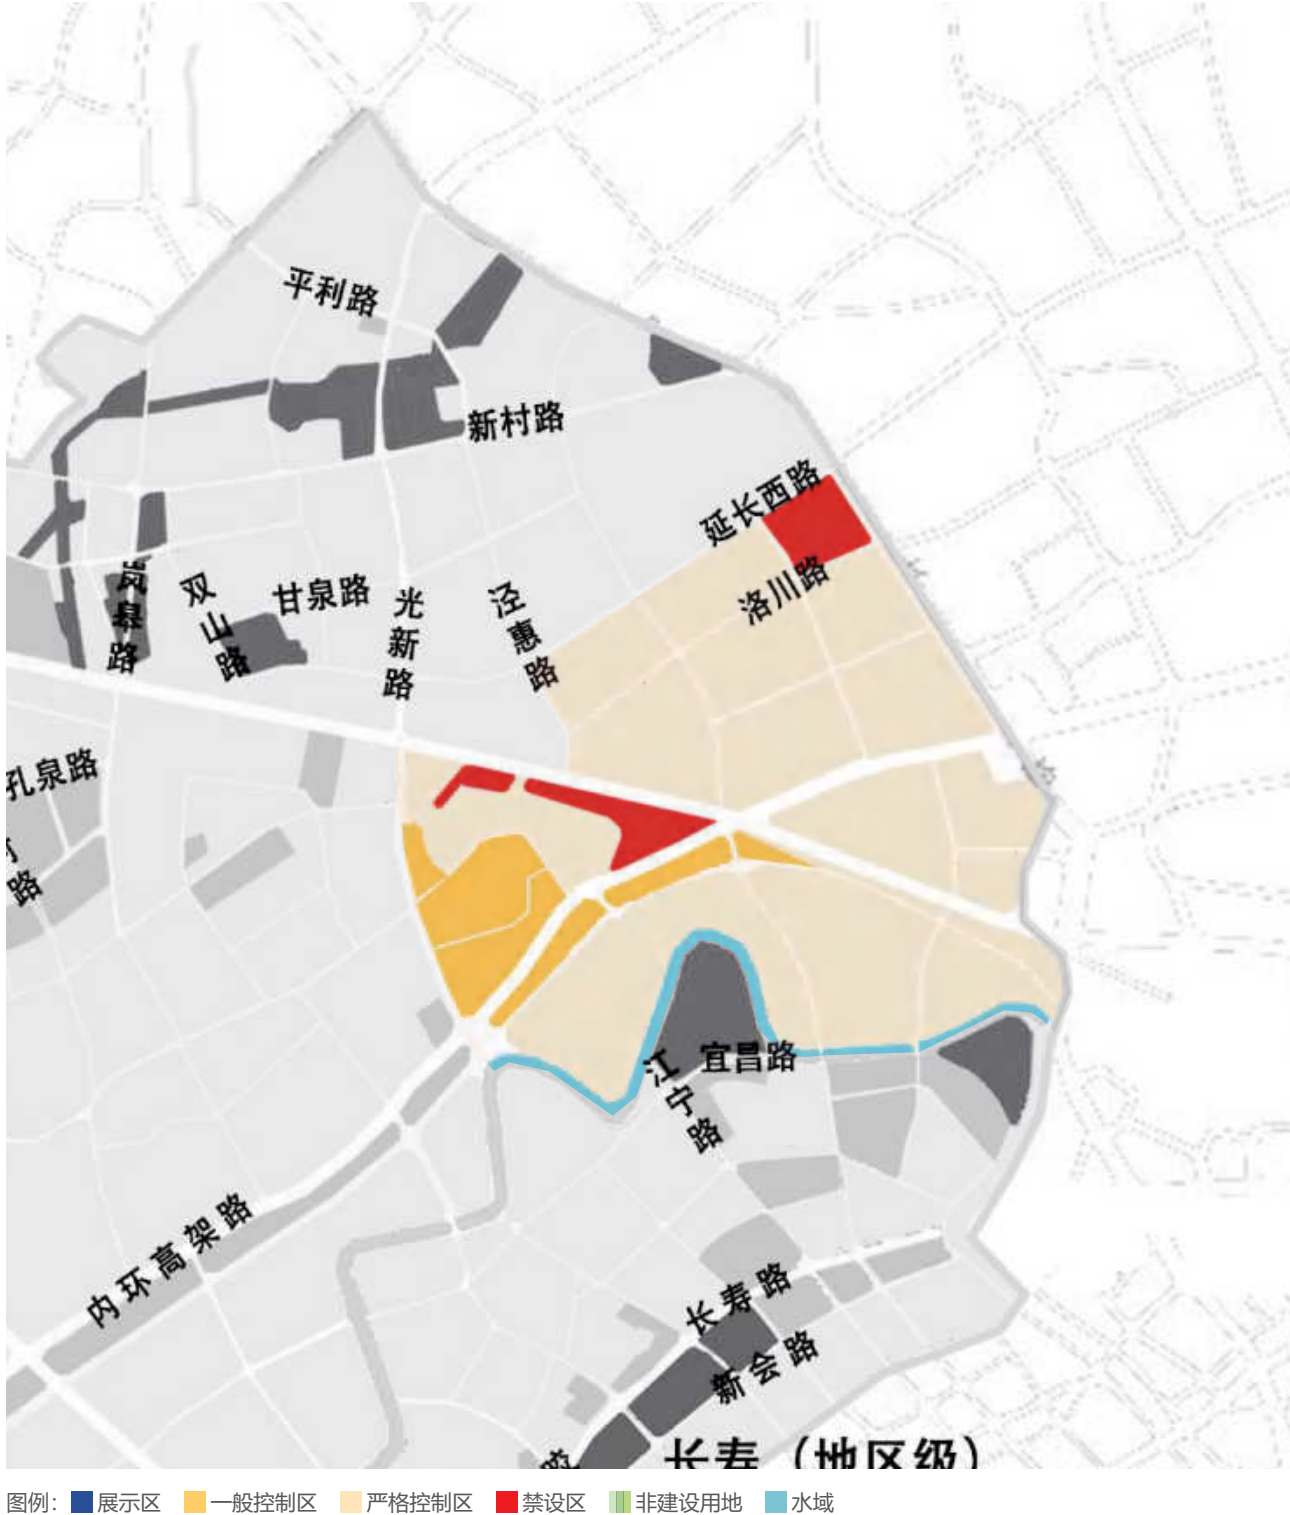 平利路
新村路
延长西路
洛川路
岚皋路
双山路
甘泉路
光新路
泾惠路
孔泉路
路
宜昌路
江宁路
内环高架路
长寿路
新会路
长寿（地区级）
图例： 展示区 一般控制区 严格控制区 禁设区 非建设用地 水域